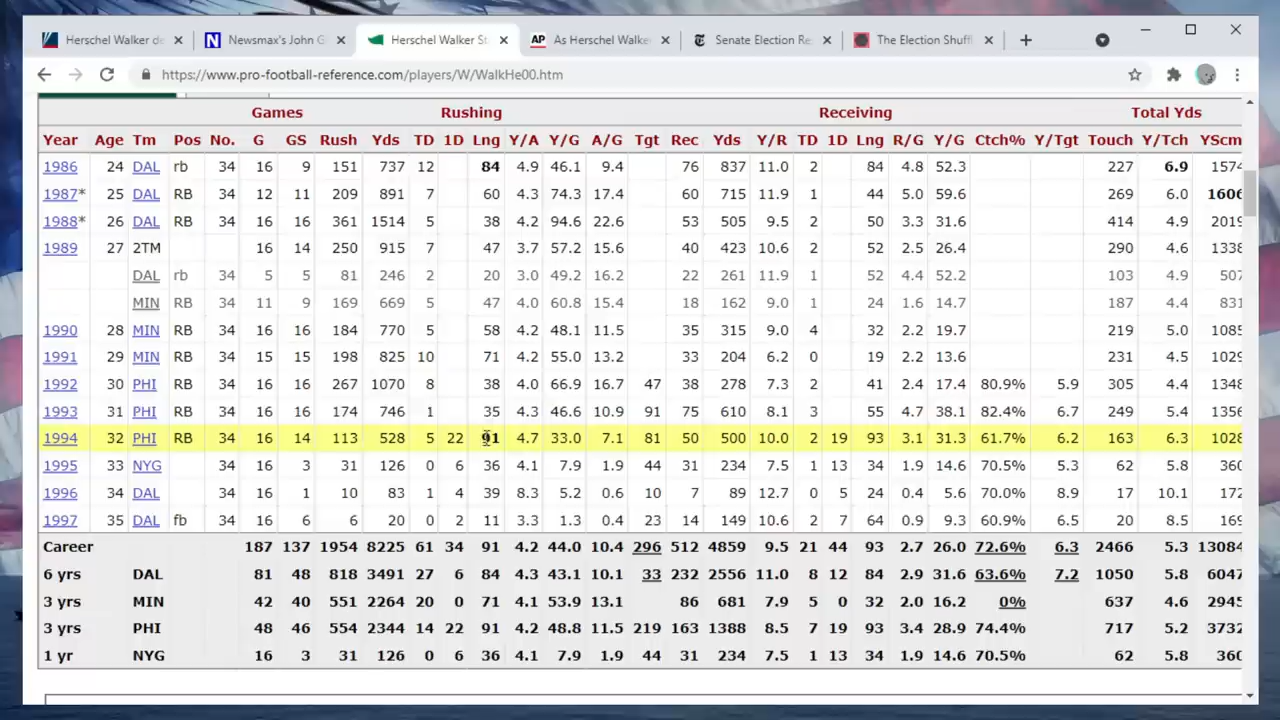 Herschel Walker de
Newsmax's John G
Herschel Walker St
AP As Herschel Walke
Senate Election Re
The Election Shuffl
https://www.pro-football-reference.com/players/W/WalkHe00.htm
Games Rushing Receiving Total Yds
Year Age Tm Pos No. G GS Rush Yds TD 1D Lng Y/A Y/G A/G Tgt Rec Yds Y/R TD 1D Lng R/G Y/G Ctch% Y/Tgt Touch Y/Tch YScm
1986 24 DAL rb 34 16 9 151 737 12 84 4.9 46.1 9.4 76 837 11.0 2 84 4.8 52.3 227 6.9 1574
1987* 25 DAL RB 34 12 11 209 891 7 60 4.3 74.3 17.4 60 715 11.9 1 44 5.0 59.6 269 6.0 1606
1988* 26 DAL RB 34 16 16 361 1514 5 38 4.2 94.6 22.6 53 505 9.5 2 50 3.3 31.6 414 4.9 2019
1989 27 2TM 16 14 250 915 7 47 3.7 57.2 15.6 40 423 10.6 2 52 2.5 26.4 290 4.6 1338
DAL rb 34 5 5 81 246 2 20 3.0 49.2 16.2 22 261 11.9 1 52 4.4 52.2 103 4.9 507
MIN RB 34 11 9 169 669 5 47 4.0 60.8 15.4 18 162 9.0 1 24 1.6 14.7 187 4.4 831
1990 28 MIN RB 34 16 16 184 770 5 58 4.2 48.1 11.5 35 315 9.0 4 32 2.2 19.7 219 5.0 1085
1991 29 MIN RB 34 15 15 198 825 10 71 4.2 55.0 13.2 33 204 6.2 0 19 2.2 13.6 231 4.5 1029
1992 30 PHI RB 34 16 16 267 1070 8 38 4.0 66.9 16.7 47 38 278 7.3 2 41 2.4 17.4 80.9% 5.9 305 4.4 1348
1993 31 PHI RB 34 16 16 174 746 1 35 4.3 46.6 10.9 91 75 610 8.1 3 55 4.7 38.1 82.4% 6.7 249 5.4 1356
1994 32 PHI RB 34 16 14 113 528 5 22 91 4.7 33.0 7.1 81 50 500 10.0 2 19 93 3.1 31.3 61.7% 6.2 163 6.3 1028
1995 33 NYG 34 16 3 31 126 0 6 36 4.1 7.9 1.9 44 31 234 7.5 1 13 34 1.9 14.6 70.5% 5.3 62 5.8 360
1996 34 DAL 34 16 1 10 83 1 4 39 8.3 5.2 0.6 10 7 89 12.7 0 5 24 0.4 5.6 70.0% 8.9 17 10.1 172
1997 35 DAL fb 34 16 6 6 20 0 2 11 3.3 1.3 0.4 23 14 149 10.6 2 7 64 0.9 9.3 60.9% 6.5 20 8.5 169
Career 187 137 1954 8225 61 34 91 4.2 44.0 10.4 296 512 4859 9.5 21 44 93 2.7 26.0 72.6% 6.3 2466 5.3 13084
6 yrs DAL 81 48 818 3491 27 6 84 4.3 43.1 10.1 33 232 2556 11.0 8 12 84 2.9 31.6 63.6% 7.2 1050 5.8 6047
3 yrs MIN 42 40 551 2264 20 0 71 4.1 53.9 13.1 86 681 7.9 5 0 32 2.0 16.2 0% 637 4.6 2945
3 yrs PHI 48 46 554 2344 14 22 91 4.2 48.8 11.5 219 163 1388 8.5 7 19 93 3.4 28.9 74.4% 717 5.2 3732
1 yr NYG 16 3 31 126 0 6 36 4.1 7.9 1.9 44 31 234 7.5 1 13 34 1.9 14.6 70.5% 62 5.8 360